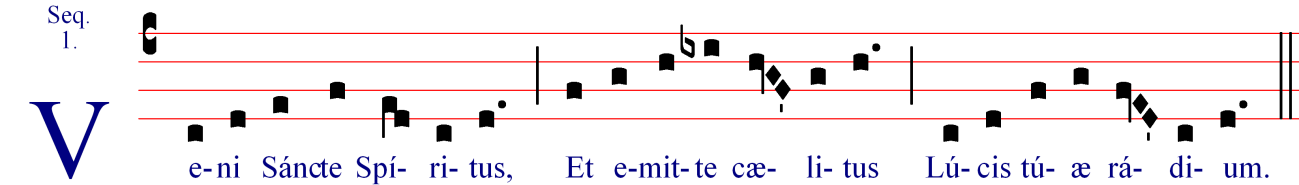 Seq.
1.
Ve-ni Sáncte Spí- ri- tus, Et e-mit-te cæ- li- tus Lú- cis tú- æ rá- di- um.